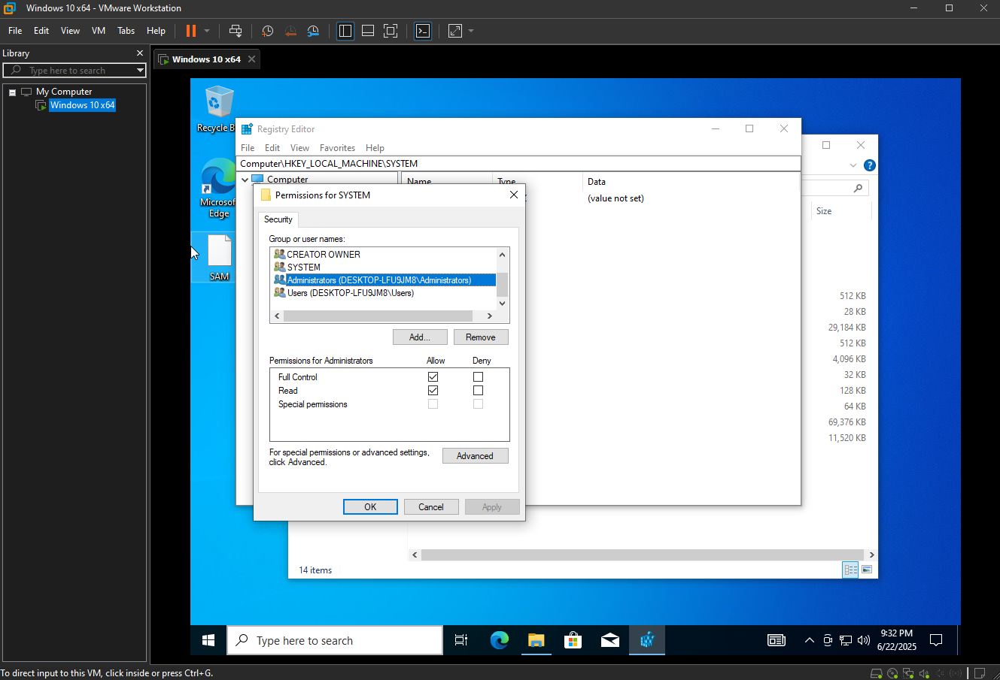 Windows 10 x64 - VMware Workstation
File Edit View VM Tabs Help
Library
Type here to search
My Computer
Windows 10 x64
Windows 10 x64
Recycle B
Microsof
Edge
SAM
Registry Editor
File Edit View Favorites Help
Computer\HKEY_LOCAL_MACHINE\SYSTEM
Computer
Name Type Data
(value not set)
Permissions for SYSTEM
Security
Group or user names:
CREATOR OWNER
SYSTEM
Administrators (DESKTOP-LFU9JM8\Administrators)
Users (DESKTOP-LFU9JM8\Users)
Add... Remove
Permissions for Administrators Allow Deny
Full Control
Read
Special permissions
For special permissions or advanced settings,
click Advanced.
Advanced
OK Cancel Apply
Size
512 KB
28 KB
29,184 KB
512 KB
4,096 KB
32 KB
128 KB
64 KB
69,376 KB
11,520 KB
14 items
Type here to search
9:32 PM
6/22/2025
To direct input to this VM, click inside or press Ctrl+G.